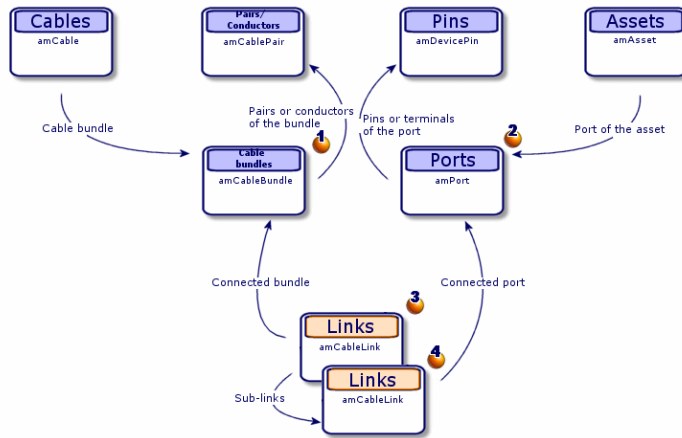 Cables
amCable
Pairs/
Conductors
amCablePair
Pins
amDevicePin
Assets
amAsset
Cable bundle
Pairs or conductors
of the bundle
1
Pins or terminals
of the port
2
Port of the asset
Cable
bundles
amCableBundle
Ports
amPort
Connected bundle
Connected port
3
Links
amCableLink
4
Links
amCableLink
Sub-links